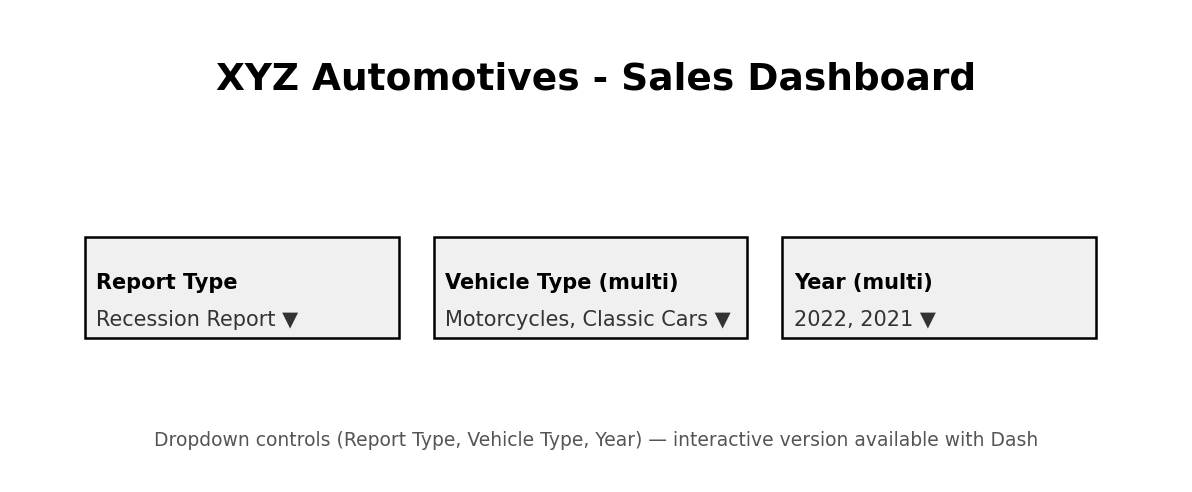 XYZ Automotives - Sales Dashboard
Report Type
Recession Report ▼
Vehicle Type (multi)
Motorcycles, Classic Cars ▼
Year (multi)
2022, 2021 ▼
Dropdown controls (Report Type, Vehicle Type, Year) — interactive version available with Dash